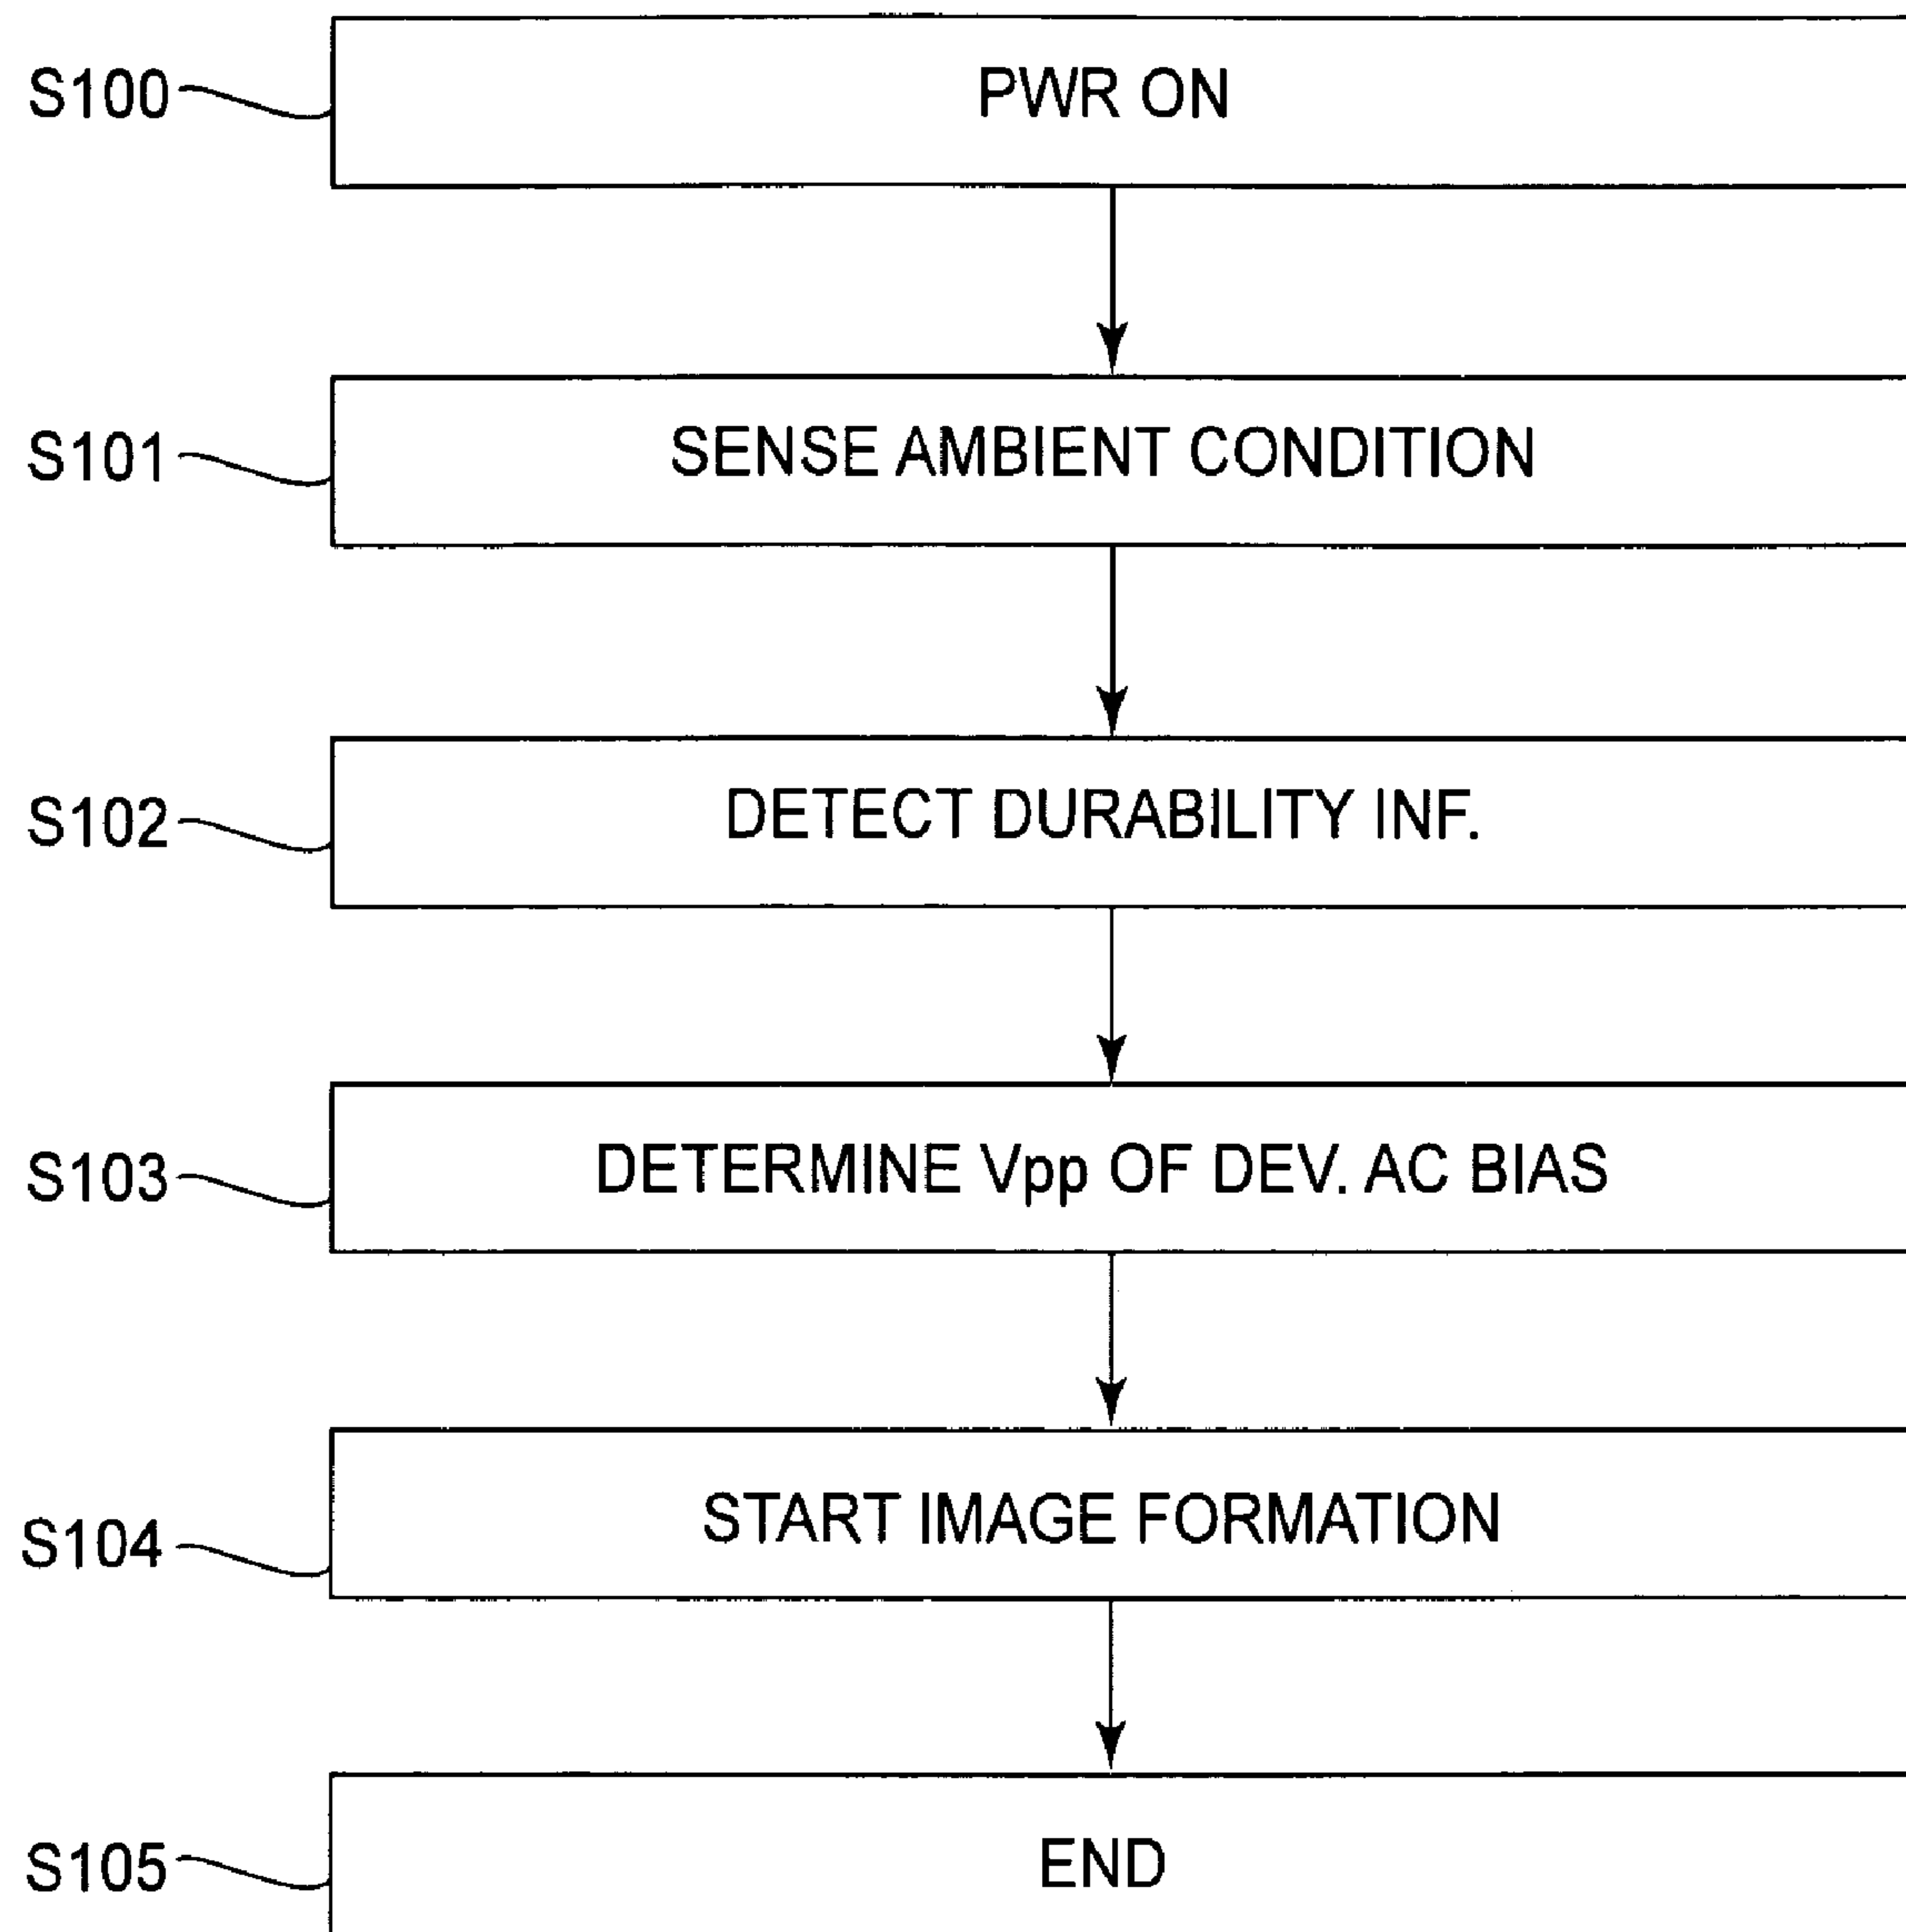 S100 PWR ON
S101 SENSE AMBIENT CONDITION
S102 DETECT DURABILITY INF.
S103 DETERMINE Vpp OF DEV. AC BIAS
S104 START IMAGE FORMATION
S105 END